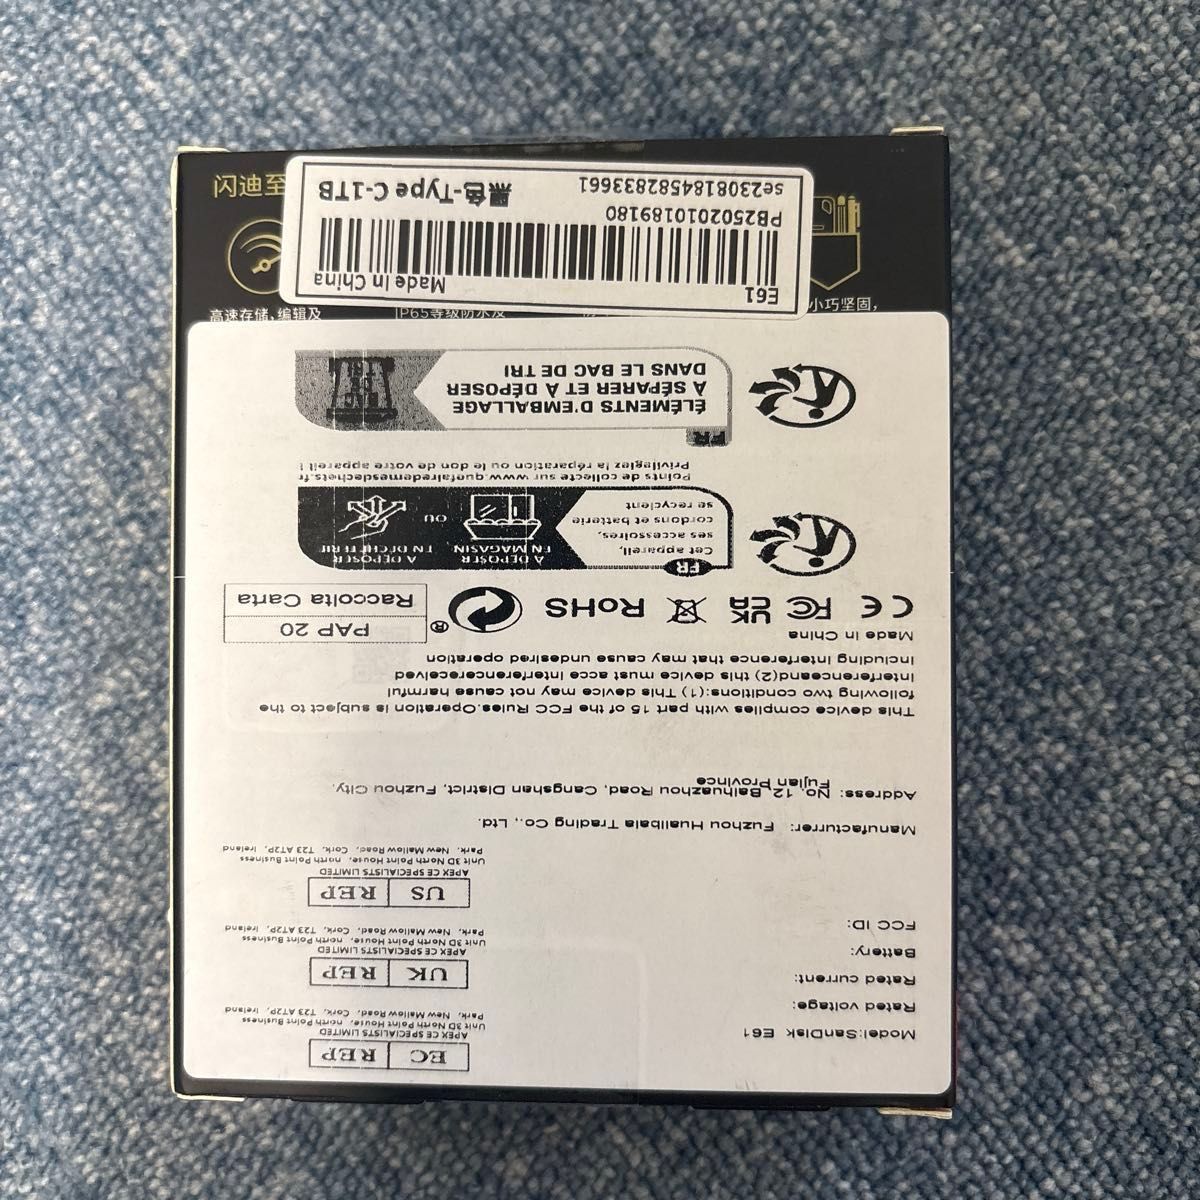 Model:SanDisk E61
Rated voltage:
Rated current:
Battery:
FCC ID:
EC REP
APEX CE SPECIALISTS LIMITED
Unit 3D North Point House, north Point Business
Park, New Mallow Road, Cork, T23 AT2P, Ireland
UK REP
APEX CE SPECIALISTS LIMITED
Unit 3D North Point House, north Point Business
Park, New Mallow Road, Cork, T23 AT2P, Ireland
US REP
APEX CE SPECIALISTS LIMITED
Unit 3D North Point House, north Point Business
Park, New Mallow Road, Cork, T23 AT2P, Ireland
Manufacturrer: Fuzhou Hualibala Trading Co., Ltd.
Address: No. 12 Baihuazhou Road, Cangshan District, Fuzhou City,
Fujian Province
This device complies with part 15 of the FCC Rules.Operation is subject to the
following two conditions:(1) This device may not cause harmful
interferenceand(2) this device must acce interferencereceived
including interference that may cause undesired operation
Made in China
CE FC UK CA RoHS ®
PAP 20
Raccolta Carta
FR
Cet appareil,
ses accessoires,
cordons et batterie
se recyclent
À DÉPOSER
EN MAGASIN
OU
À DÉPOSER
EN DÉCHÈTERIE
Points de collecte sur www.quefairedemesdechets.fr
Privilégiez la réparation ou le don de votre appareil !
FR
ÉLÉMENTS D'EMBALLAGE
À SÉPARER ET À DÉPOSER
DANS LE BAC DE TRI
E61
Made In China
PB2502010189180
se2308184582833661
黑色-Type C-1TB
闪迪至
高速存储,编辑及
IP65等级防水及
小巧坚固,